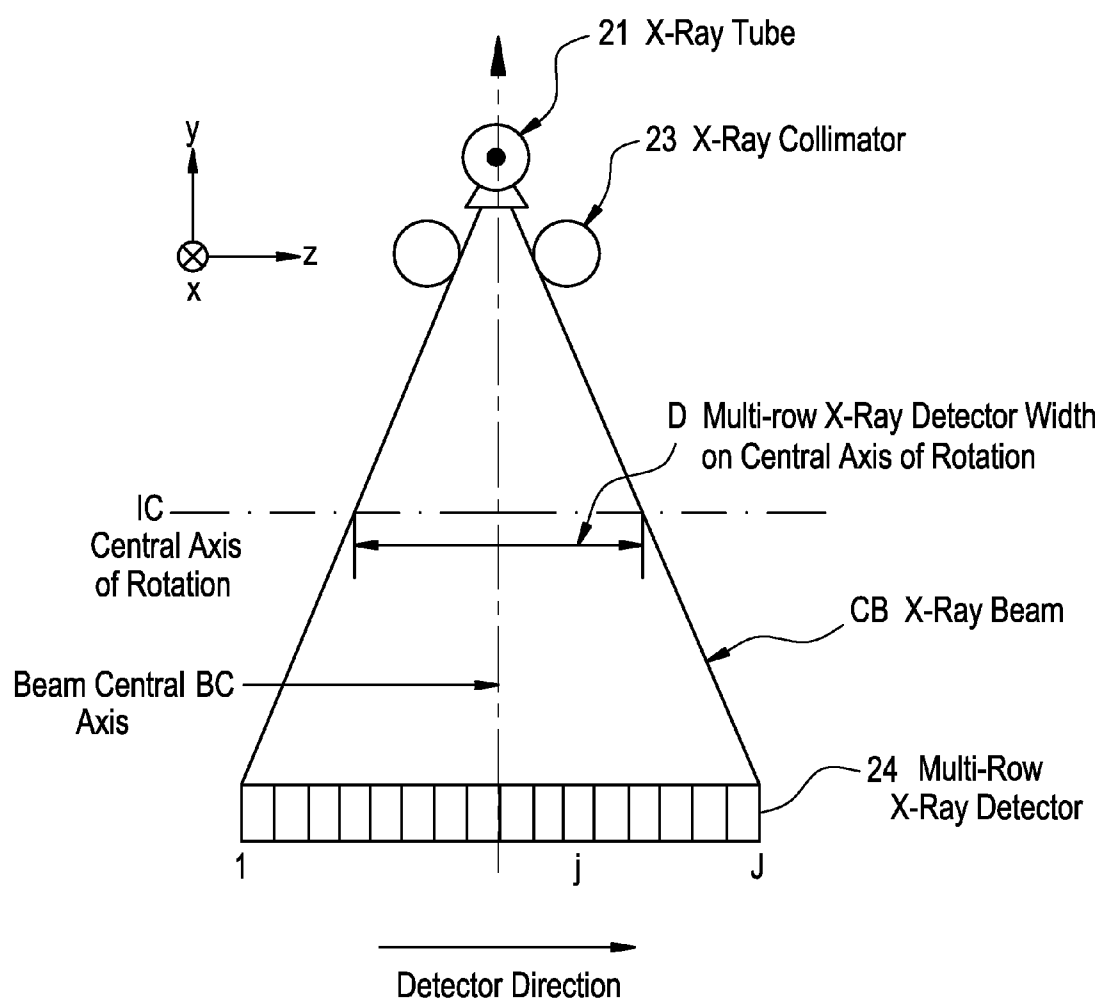 21 X-Ray Tube
23 X-Ray Collimator
y
z
x
D Multi-row X-Ray Detector Width
on Central Axis of Rotation
IC
Central Axis
of Rotation
CB X-Ray Beam
Beam Central BC
Axis
24 Multi-Row
X-Ray Detector
1 j J
Detector Direction